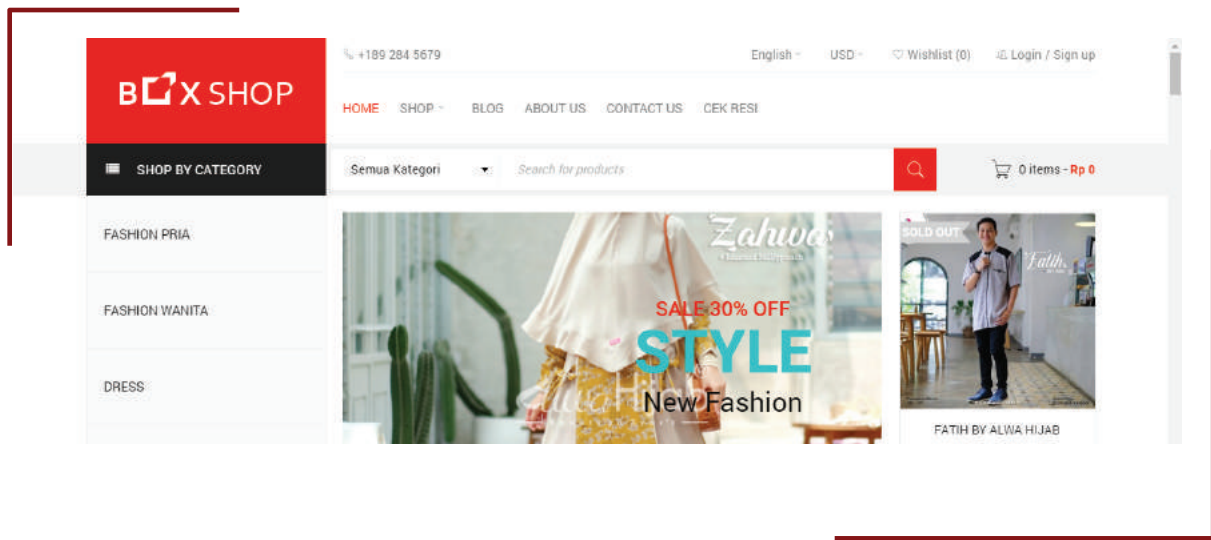 +189 284 5679
English
USD
Wishlist (0)
Login / Sign up
BOX SHOP
HOME SHOP BLOG ABOUT US CONTACT US CEK RESI
SHOP BY CATEGORY
Semua Kategori
Search for products
0 items - Rp 0
FASHION PRIA
FASHION WANITA
DRESS
Zahwa
SALE 30% OFF
STYLE
New Fashion
SOLD OUT
Fatih
FATIH BY ALWA HIJAB